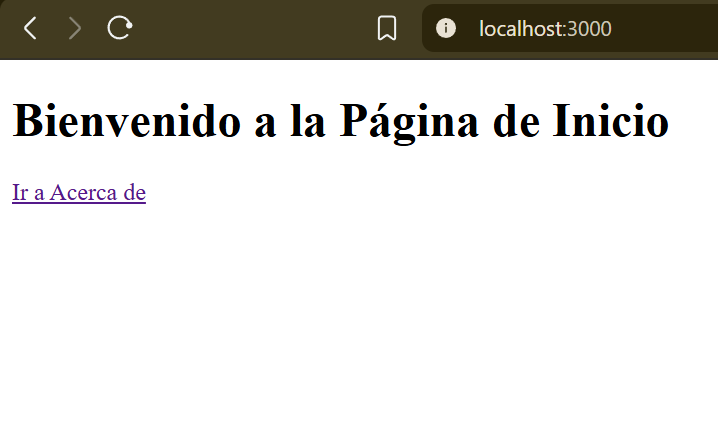 localhost:3000
Bienvenido a la Página de Inicio
Ir a Acerca de